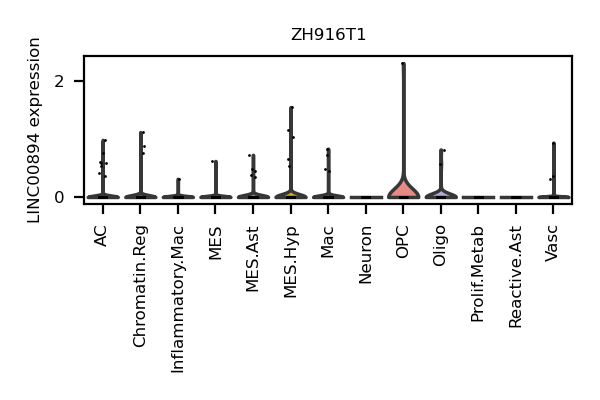 ZH916T1
LINC00894 expression
2
0
AC
Chromatin.Reg
Inflammatory.Mac
MES
MES.Ast
MES.Hyp
Mac
Neuron
OPC
Oligo
Prolif.Metab
Reactive.Ast
Vasc